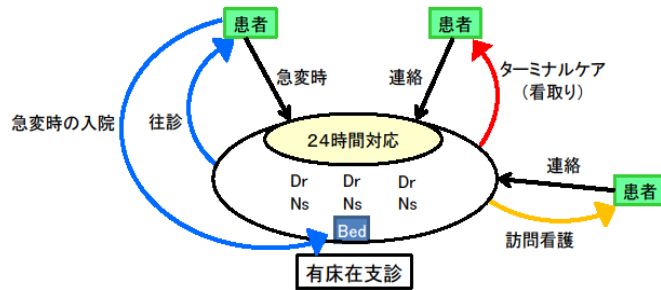 患者
患者
急変時
連絡
ターミナルケア
(看取り)
急変時の入院
往診
24時間対応
連絡
患者
Dr Dr Dr
Ns Ns Ns
Bed
訪問看護
有床在支診